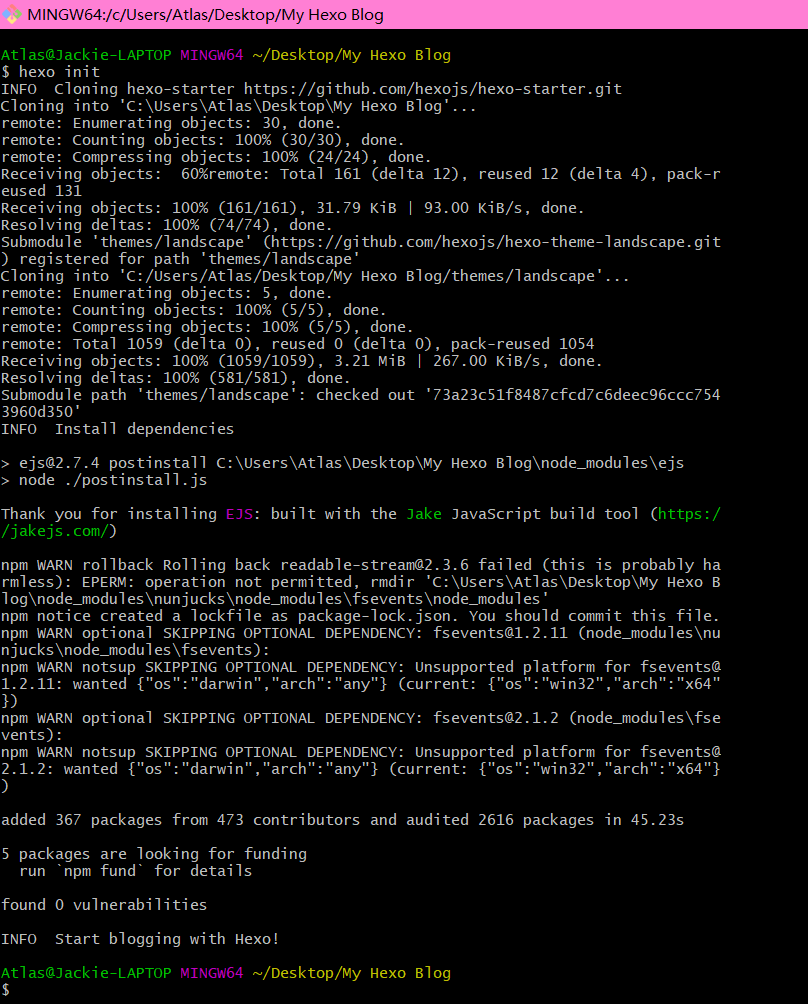 MINGW64:/c/Users/Atlas/Desktop/My Hexo Blog
Atlas@Jackie-LAPTOP MINGW64 ~/Desktop/My Hexo Blog
$ hexo init
INFO  Cloning hexo-starter https://github.com/hexojs/hexo-starter.git
Cloning into 'C:\Users\Atlas\Desktop\My Hexo Blog'...
remote: Enumerating objects: 30, done.
remote: Counting objects: 100% (30/30), done.
remote: Compressing objects: 100% (24/24), done.
Receiving objects:  60%remote: Total 161 (delta 12), reused 12 (delta 4), pack-r
eused 131
Receiving objects: 100% (161/161), 31.79 KiB | 93.00 KiB/s, done.
Resolving deltas: 100% (74/74), done.
Submodule 'themes/landscape' (https://github.com/hexojs/hexo-theme-landscape.git
) registered for path 'themes/landscape'
Cloning into 'C:/Users/Atlas/Desktop/My Hexo Blog/themes/landscape'...
remote: Enumerating objects: 5, done.
remote: Counting objects: 100% (5/5), done.
remote: Compressing objects: 100% (5/5), done.
remote: Total 1059 (delta 0), reused 0 (delta 0), pack-reused 1054
Receiving objects: 100% (1059/1059), 3.21 MiB | 267.00 KiB/s, done.
Resolving deltas: 100% (581/581), done.
Submodule path 'themes/landscape': checked out '73a23c51f8487cfcd7c6deec96ccc754
3960d350'
INFO  Install dependencies
> ejs@2.7.4 postinstall C:\Users\Atlas\Desktop\My Hexo Blog\node_modules\ejs
> node ./postinstall.js
Thank you for installing EJS: built with the Jake JavaScript build tool (https:/
/jakejs.com/)
npm WARN rollback Rolling back readable-stream@2.3.6 failed (this is probably ha
rmless): EPERM: operation not permitted, rmdir 'C:\Users\Atlas\Desktop\My Hexo B
log\node_modules\nunjucks\node_modules\fsevents\node_modules'
npm notice created a lockfile as package-lock.json. You should commit this file.
npm WARN optional SKIPPING OPTIONAL DEPENDENCY: fsevents@1.2.11 (node_modules\nu
njucks\node_modules\fsevents):
npm WARN notsup SKIPPING OPTIONAL DEPENDENCY: Unsupported platform for fsevents@
1.2.11: wanted {"os":"darwin","arch":"any"} (current: {"os":"win32","arch":"x64"
})
npm WARN optional SKIPPING OPTIONAL DEPENDENCY: fsevents@2.1.2 (node_modules\fse
vents):
npm WARN notsup SKIPPING OPTIONAL DEPENDENCY: Unsupported platform for fsevents@
2.1.2: wanted {"os":"darwin","arch":"any"} (current: {"os":"win32","arch":"x64"}
)
added 367 packages from 473 contributors and audited 2616 packages in 45.23s
5 packages are looking for funding
  run `npm fund` for details
found 0 vulnerabilities
INFO  Start blogging with Hexo!
Atlas@Jackie-LAPTOP MINGW64 ~/Desktop/My Hexo Blog
$